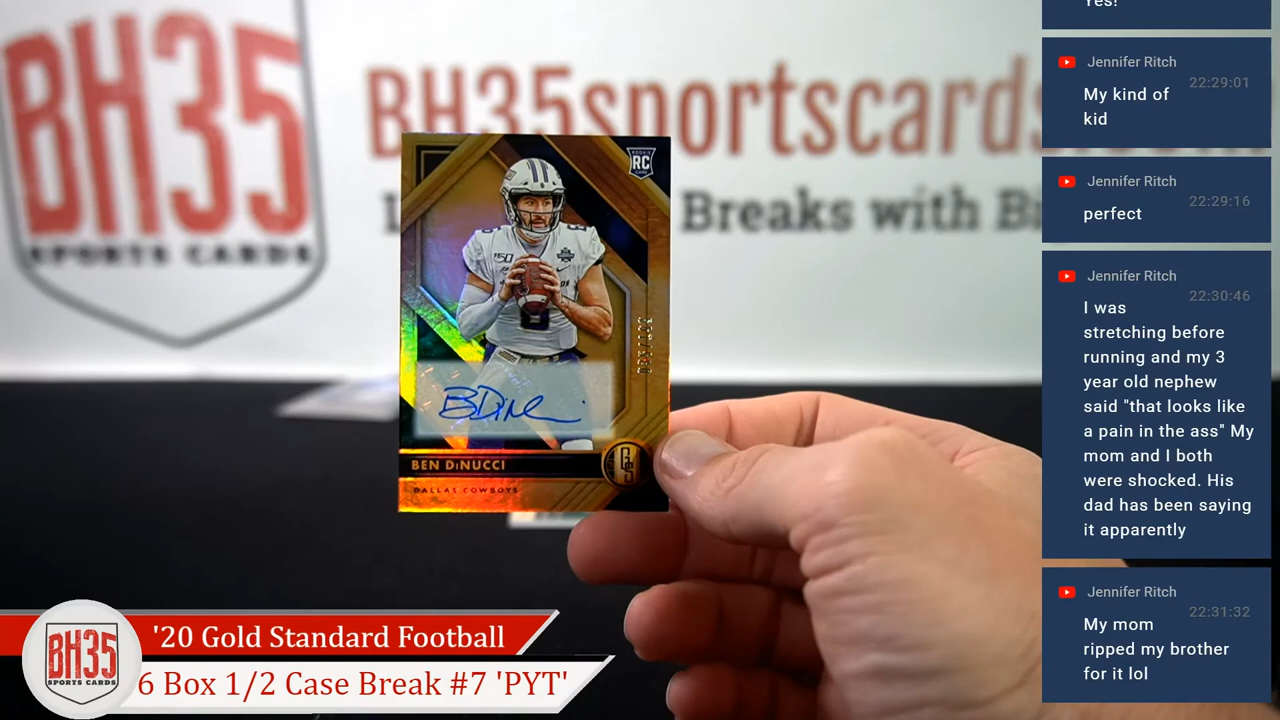 BH35
SPORTS CARDS
BH35sportscards
Breaks with
RC
150
6
BEN DiNUCCI
DALLAS COWBOYS
'20 Gold Standard Football
6 Box 1/2 Case Break #7 'PYT'
BH35
SPORTS CARDS
Yes!
Jennifer Ritch
22:29:01
My kind of
kid
Jennifer Ritch
22:29:16
perfect
Jennifer Ritch
22:30:46
I was
stretching before
running and my 3
year old nephew
said "that looks like
a pain in the ass" My
mom and I both
were shocked. His
dad has been saying
it apparently
Jennifer Ritch
22:31:32
My mom
ripped my brother
for it lol